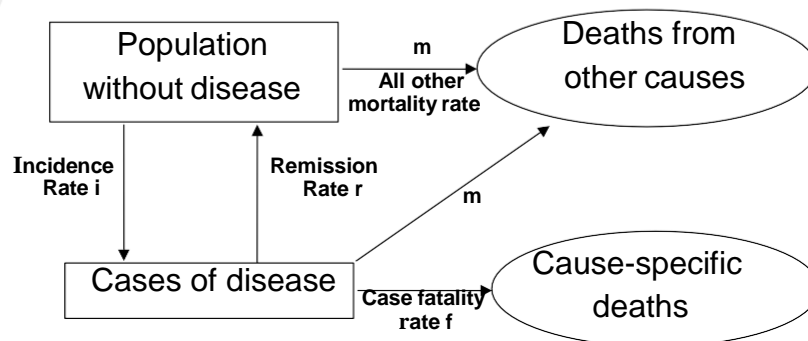 Population
without disease
m
All other
mortality rate
Deaths from
other causes
Incidence
Rate i
Remission
Rate r
m
Cases of disease
Case fatality
rate f
Cause-specific
deaths